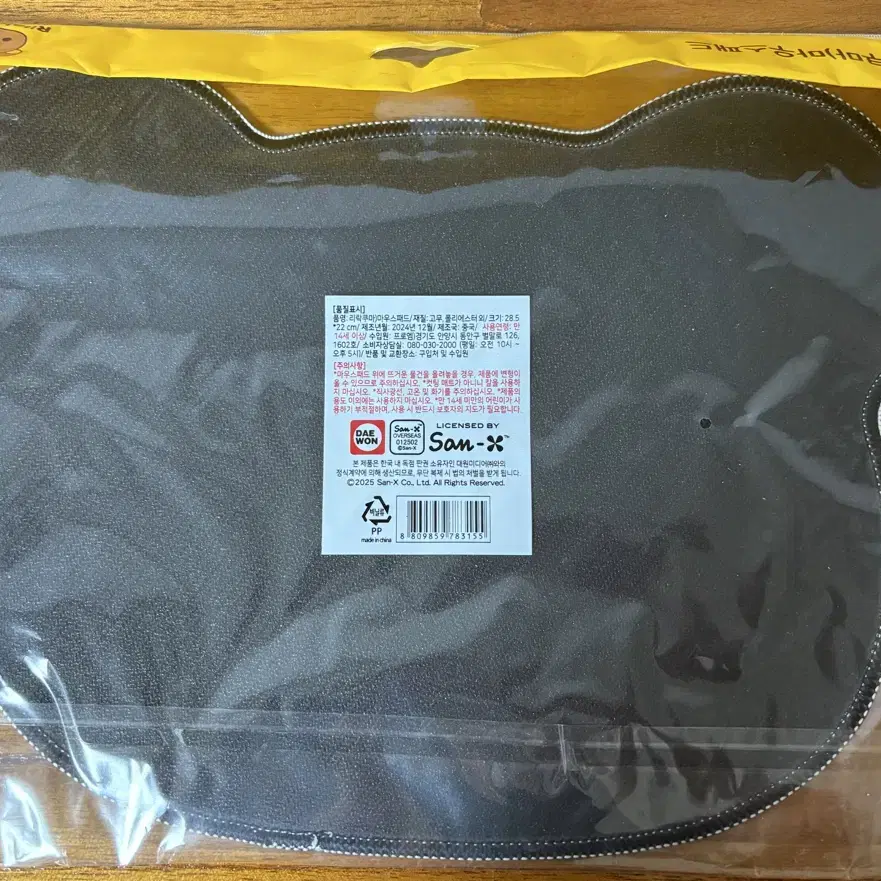 마)마우스패드
[품질표시]
품명: 리락쿠마)마우스패드/재질: 고무, 폴리에스터 외/크기: 28.5
*22 cm/ 제조년월: 2024년 12월/ 제조국: 중국/ 사용연령: 만
14세 이상/ 수입원: 프로엠)경기도 안양시 동안구 벌말로 126,
1602호/ 소비자상담실: 080-030-2000 (평일: 오전 10시 ~
오후 5시)/ 반품 및 교환장소: 구입처 및 수입원
[주의사항]
*마우스패드 위에 뜨거운 물건을 올려놓을 경우, 제품에 변형이
올 수 있으므로 주의하십시오. *컷팅 매트가 아니니 칼을 사용하
지 마십시오. *직사광선, 고온 및 화기를 주의하십시오. *제품의
용도 이외에는 사용하지 마십시오. *만 14세 미만의 어린이가 사
용하기 부적절하며, 사용 시 반드시 보호자의 지도가 필요합니다.
DAE
WON
San-X
OVERSEAS
012502
©San-X
LICENSED BY
San-X™
본 제품은 한국 내 독점 판권 소유자인 대원미디어㈜와의
정식계약에 의해 생산되므로, 무단 복제 시 법의 처벌을 받게 됩니다.
©2025 San-X Co., Ltd. All Rights Reserved.
비닐류
PP
made in china
8 809859 783155